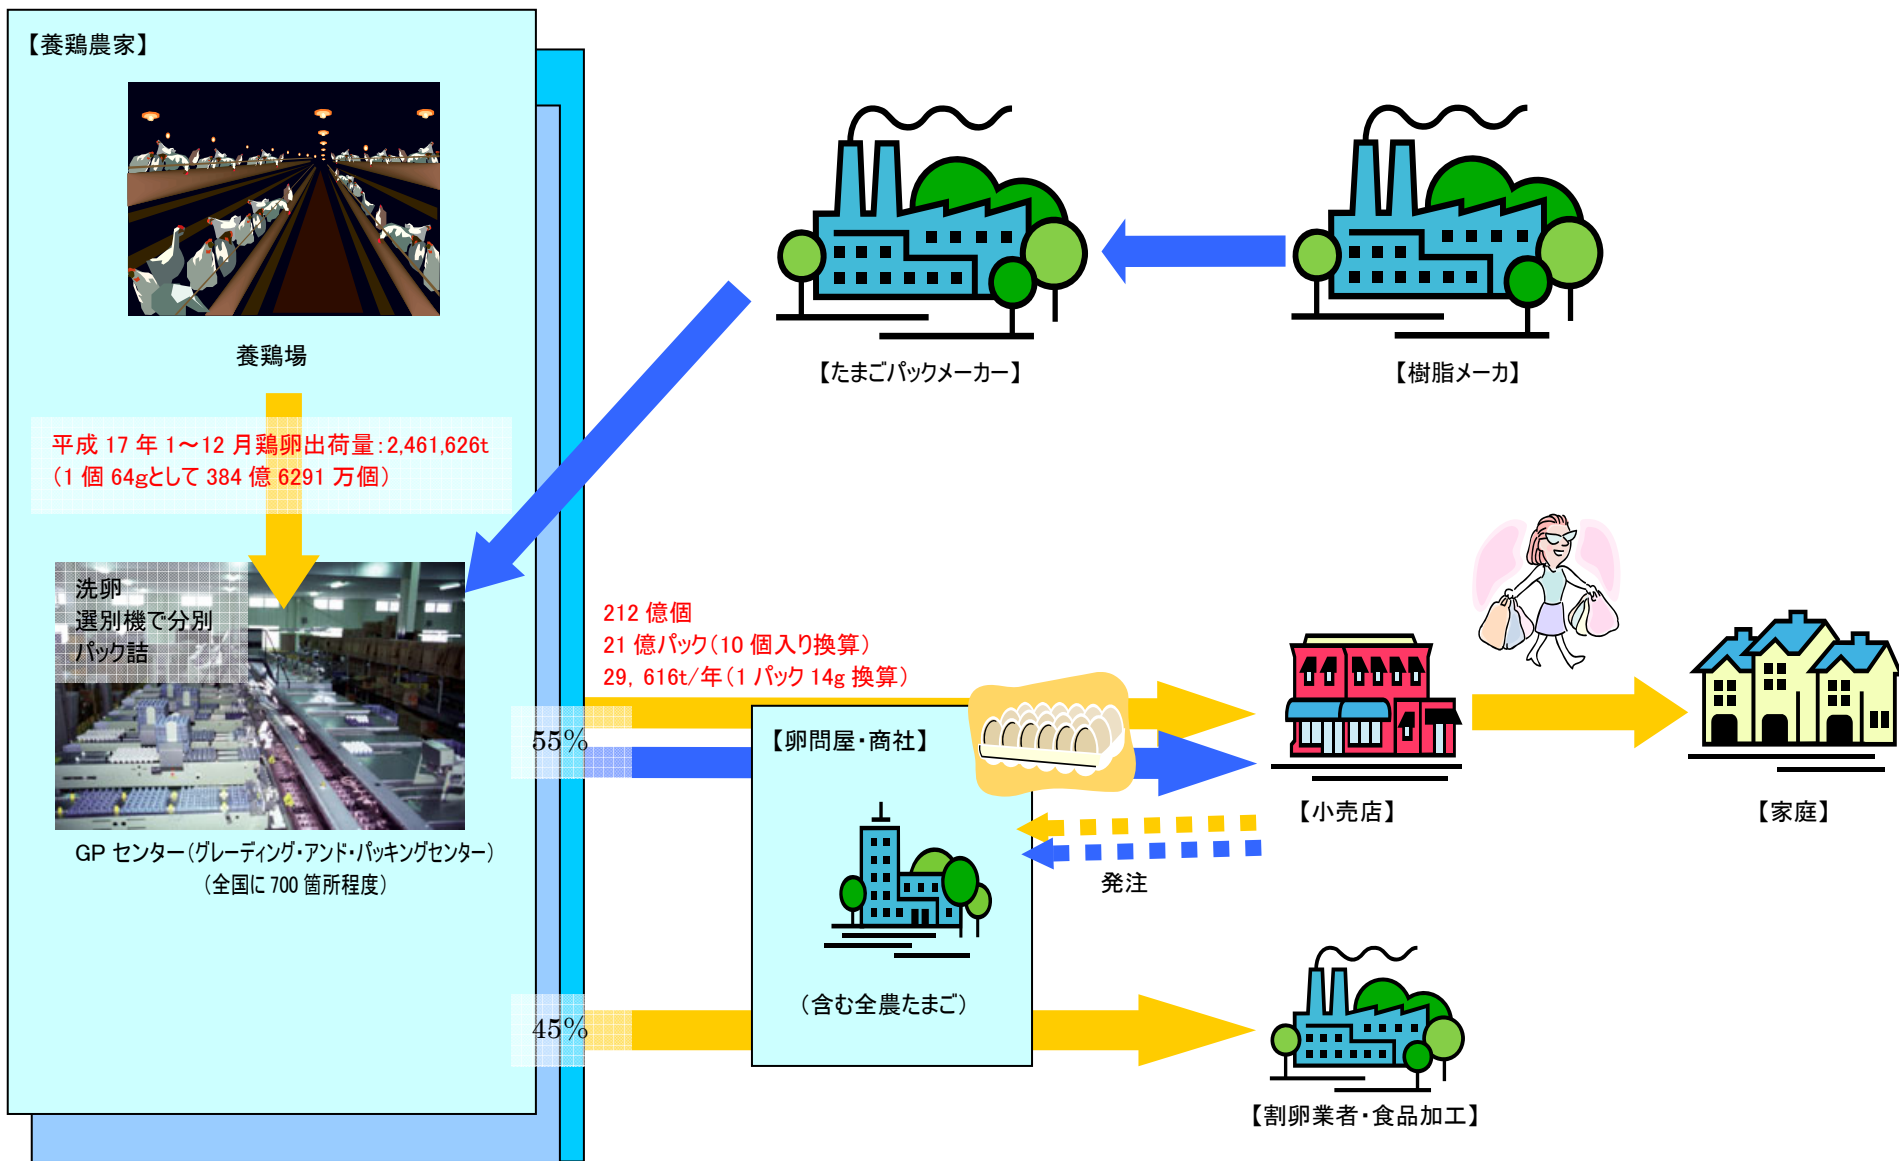 【養鶏農家】
養鶏場
平成 17 年 1～12 月鶏卵出荷量：2,461,626t
（1 個 64gとして 384 億 6291 万個）
洗卵
選別機で分別
パック詰
GP センター（グレーディング・アンド・パッキングセンター）
（全国に 700 箇所程度）
【たまごパックメーカー】
【樹脂メーカ】
212 億個
21 億パック（10 個入り換算）
29，616t/年（1 パック 14g 換算）
55%
【卵問屋・商社】
（含む全農たまご）
発注
【小売店】
【家庭】
45%
【割卵業者・食品加工】